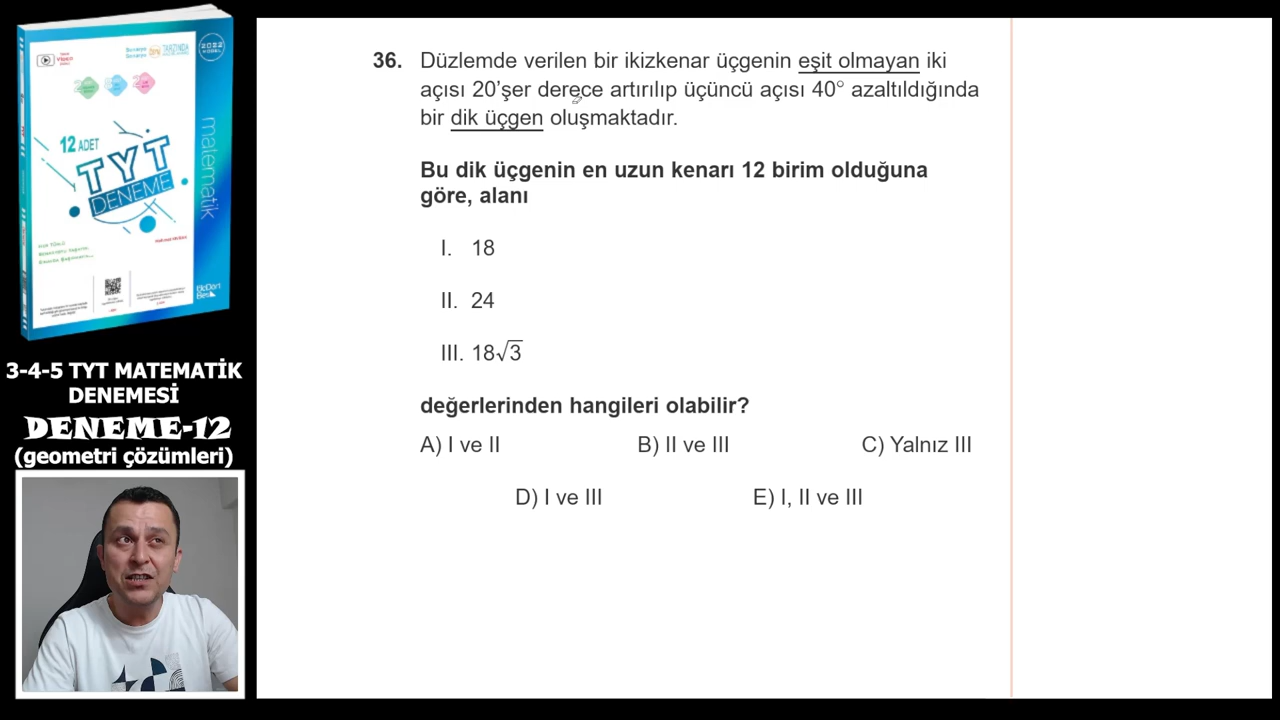 2022
MODEL
TARZINDA
matematik
12 ADET
TYT
DENEME
3-4-5 TYT MATEMATİK
DENEMESİ
DENEME-12
(geometri çözümleri)
36. Düzlemde verilen bir ikizkenar üçgenin eşit olmayan iki
açısı 20'şer derece artırılıp üçüncü açısı 40° azaltıldığında
bir dik üçgen oluşmaktadır.
Bu dik üçgenin en uzun kenarı 12 birim olduğuna
göre, alanı
I. 18
II. 24
III. 18√3
değerlerinden hangileri olabilir?
A) I ve II B) II ve III C) Yalnız III
D) I ve III E) I, II ve III